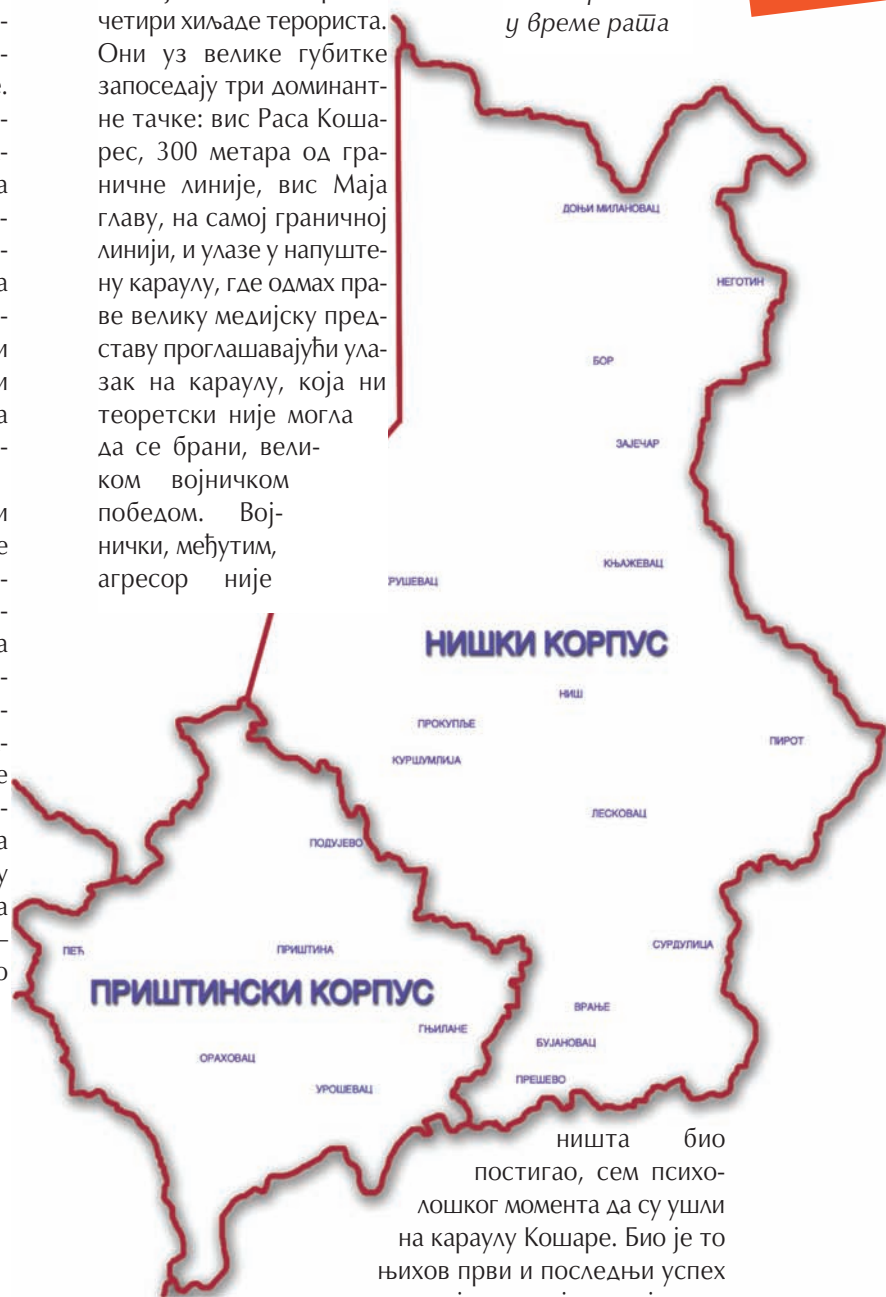 четири хиљаде терориста.
Они уз велике губитке
запоседају три доминант-
не тачке: вис Раса Коша-
рес, 300 метара од гра-
ничне линије, вис Маја
главу, на самој граничној
линији, и улазе у напуште-
ну караулу, где одмах пра-
ве велику медијску пред-
ставу проглашавајући ула-
зак на караулу, која ни
теоретски није могла
да се брани, вели-
ком војничком
победом. Вој-
нички, међутим,
агресор није
у време рата
ДОЊИ МИЛАНОВАЦ
НЕГОТИН
БОР
ЗАЈЕЧАР
КЊАЖЕВАЦ
РУШЕВАЦ
НИШКИ КОРПУС
НИШ
ПРОКУПЉЕ
ПИРОТ
КУРШУМЛИЈА
ЛЕСКОВАЦ
ПОДУЈЕВО
СУРДУЛИЦА
ПЕЋ
ПРИШТИНА
ПРИШТИНСКИ КОРПУС
ВРАЊЕ
ГЊИЛАНЕ
БУЈАНОВАЦ
ОРАХОВАЦ
ПРЕШЕВО
УРОШЕВАЦ
ништа био
постигао, сем психо-
лошког момента да су ушли
на караулу Кошаре. Био је то
њихов први и последњи успех